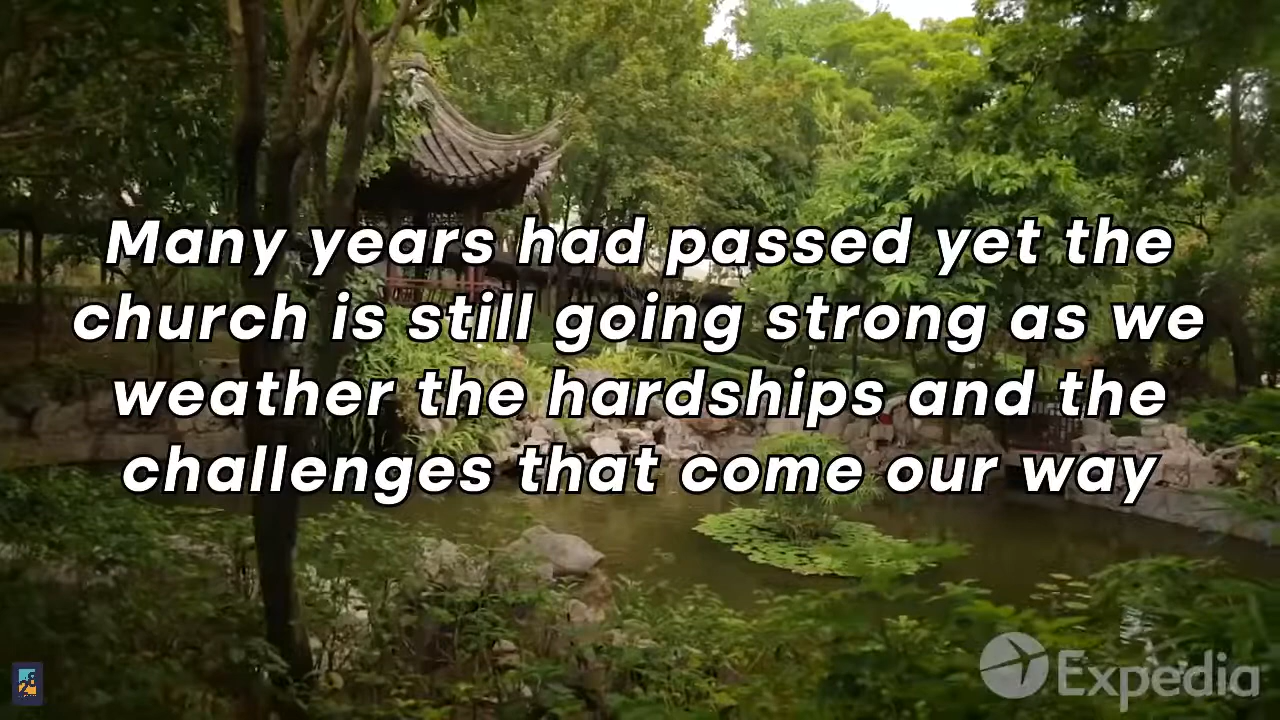 Many years had passed yet the
church is still going strong as we
weather the hardships and the
challenges that come our way
Expedia